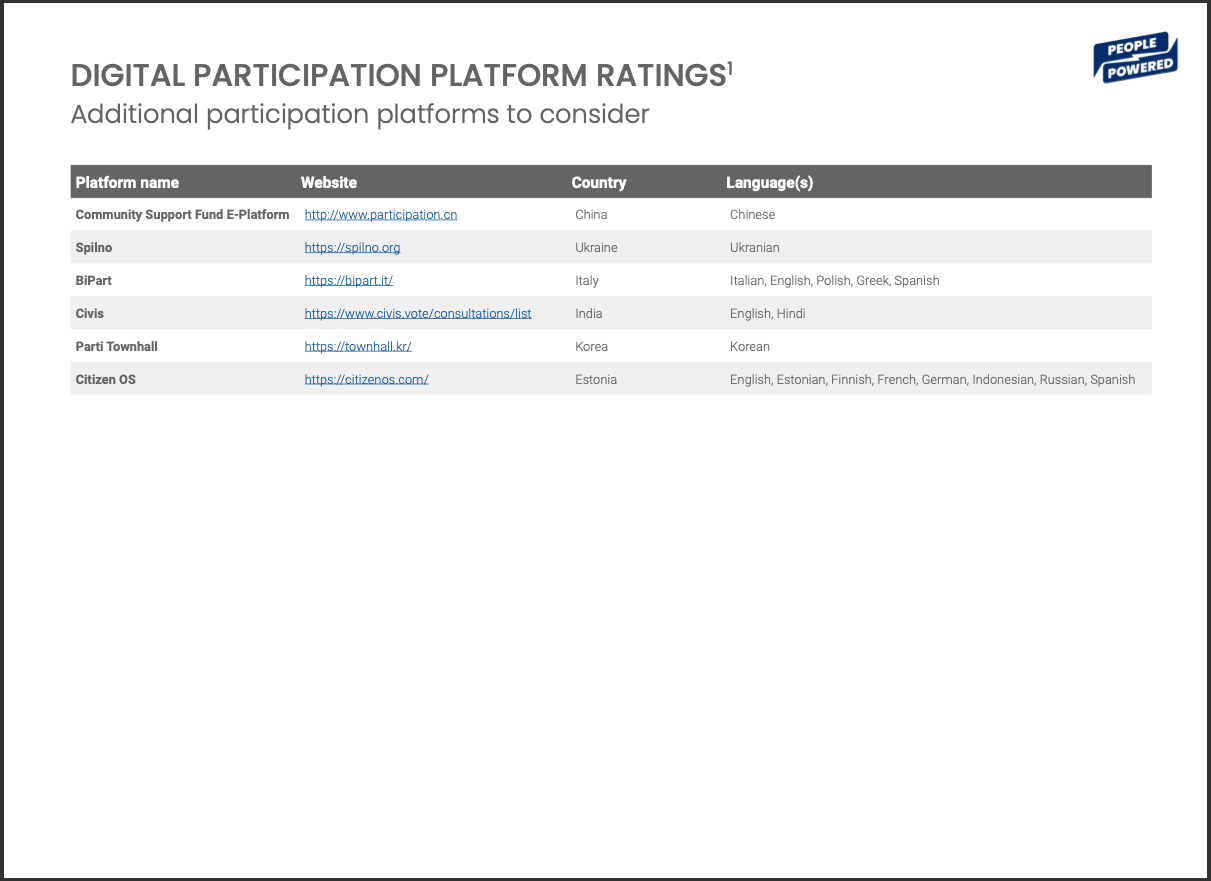 DIGITAL PARTICIPATION PLATFORM RATINGS¹
Additional participation platforms to consider
PEOPLE
POWERED
Platform name Website Country Language(s)
Community Support Fund E-Platform http://www.participation.cn China Chinese
Spilno https://spilno.org Ukraine Ukranian
BiPart https://bipart.it/ Italy Italian, English, Polish, Greek, Spanish
Civis https://www.civis.vote/consultations/list India English, Hindi
Parti Townhall https://townhall.kr/ Korea Korean
Citizen OS https://citizenos.com/ Estonia English, Estonian, Finnish, French, German, Indonesian, Russian, Spanish